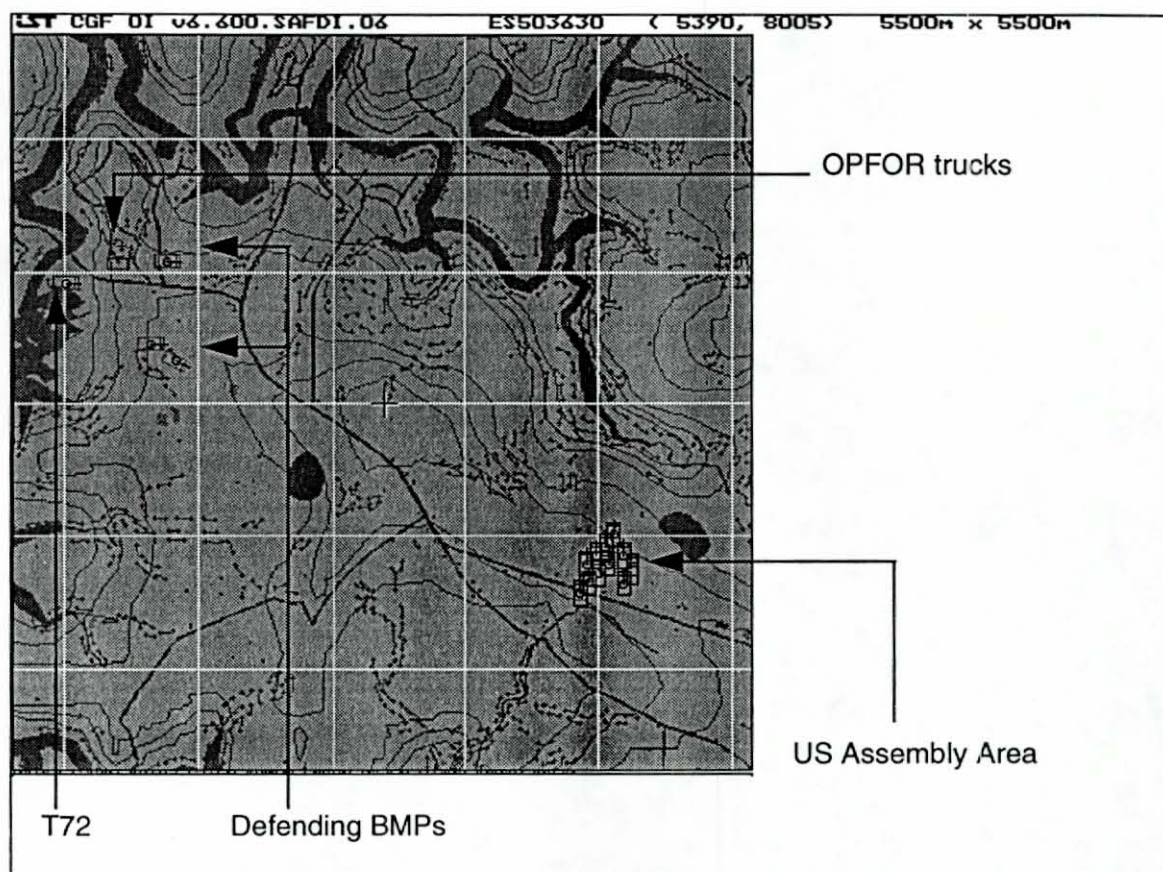 IST CGF OI v6.600.SAFDI.06 ES503630 ( 5390, 8005) 5500m x 5500m
OPFOR trucks
US Assembly Area
T72
Defending BMPs